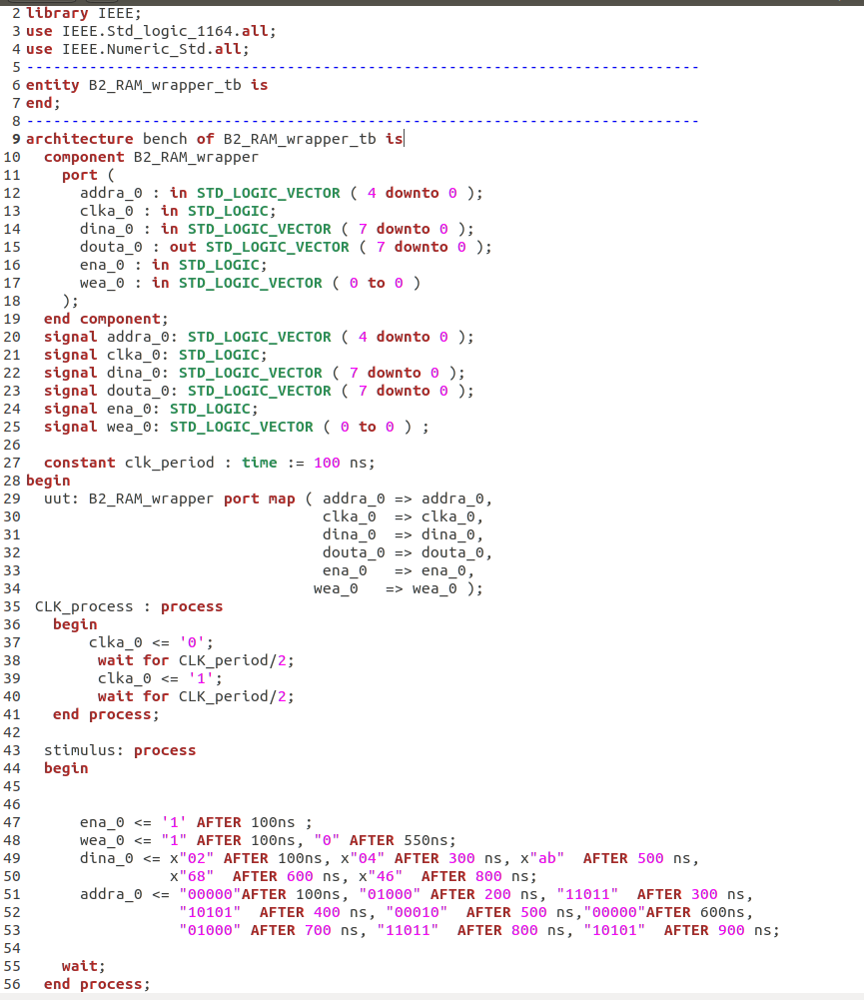 2 library IEEE;
3 use IEEE.Std_logic_1164.all;
4 use IEEE.Numeric_Std.all;
5 ---------------------------------------------------------------------------
6 entity B2_RAM_wrapper_tb is
7 end;
8 ---------------------------------------------------------------------------
9 architecture bench of B2_RAM_wrapper_tb is
10   component B2_RAM_wrapper
11     port (
12       addra_0 : in STD_LOGIC_VECTOR ( 4 downto 0 );
13       clka_0 : in STD_LOGIC;
14       dina_0 : in STD_LOGIC_VECTOR ( 7 downto 0 );
15       douta_0 : out STD_LOGIC_VECTOR ( 7 downto 0 );
16       ena_0 : in STD_LOGIC;
17       wea_0 : in STD_LOGIC_VECTOR ( 0 to 0 )
18     );
19   end component;
20   signal addra_0: STD_LOGIC_VECTOR ( 4 downto 0 );
21   signal clka_0: STD_LOGIC;
22   signal dina_0: STD_LOGIC_VECTOR ( 7 downto 0 );
23   signal douta_0: STD_LOGIC_VECTOR ( 7 downto 0 );
24   signal ena_0: STD_LOGIC;
25   signal wea_0: STD_LOGIC_VECTOR ( 0 to 0 ) ;
26
27   constant clk_period : time := 100 ns;
28 begin
29   uut: B2_RAM_wrapper port map ( addra_0 => addra_0,
30                                  clka_0  => clka_0,
31                                  dina_0  => dina_0,
32                                  douta_0 => douta_0,
33                                  ena_0   => ena_0,
34                                 wea_0   => wea_0 );
35  CLK_process : process
36    begin
37        clka_0 <= '0';
38         wait for CLK_period/2;
39         clka_0 <= '1';
40         wait for CLK_period/2;
41    end process;
42
43   stimulus: process
44   begin
45
46
47       ena_0 <= '1' AFTER 100ns ;
48       wea_0 <= "1" AFTER 100ns, "0" AFTER 550ns;
49       dina_0 <= x"02" AFTER 100ns, x"04" AFTER 300 ns, x"ab"  AFTER 500 ns,
50                 x"68"  AFTER 600 ns, x"46"  AFTER 800 ns;
51       addra_0 <= "00000"AFTER 100ns, "01000" AFTER 200 ns, "11011"  AFTER 300 ns,
52                  "10101"  AFTER 400 ns, "00010"  AFTER 500 ns,"00000"AFTER 600ns,
53                  "01000" AFTER 700 ns, "11011"  AFTER 800 ns, "10101"  AFTER 900 ns;
54
55     wait;
56   end process;